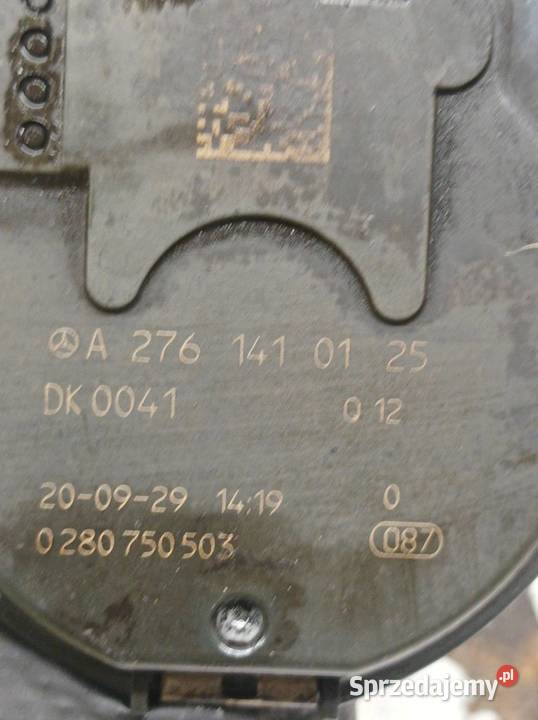 A 276 141 01 25
DK 0041 0 12
20-09-29 14:19 0
0 280 750 503 087
Sprzedajemy.pl